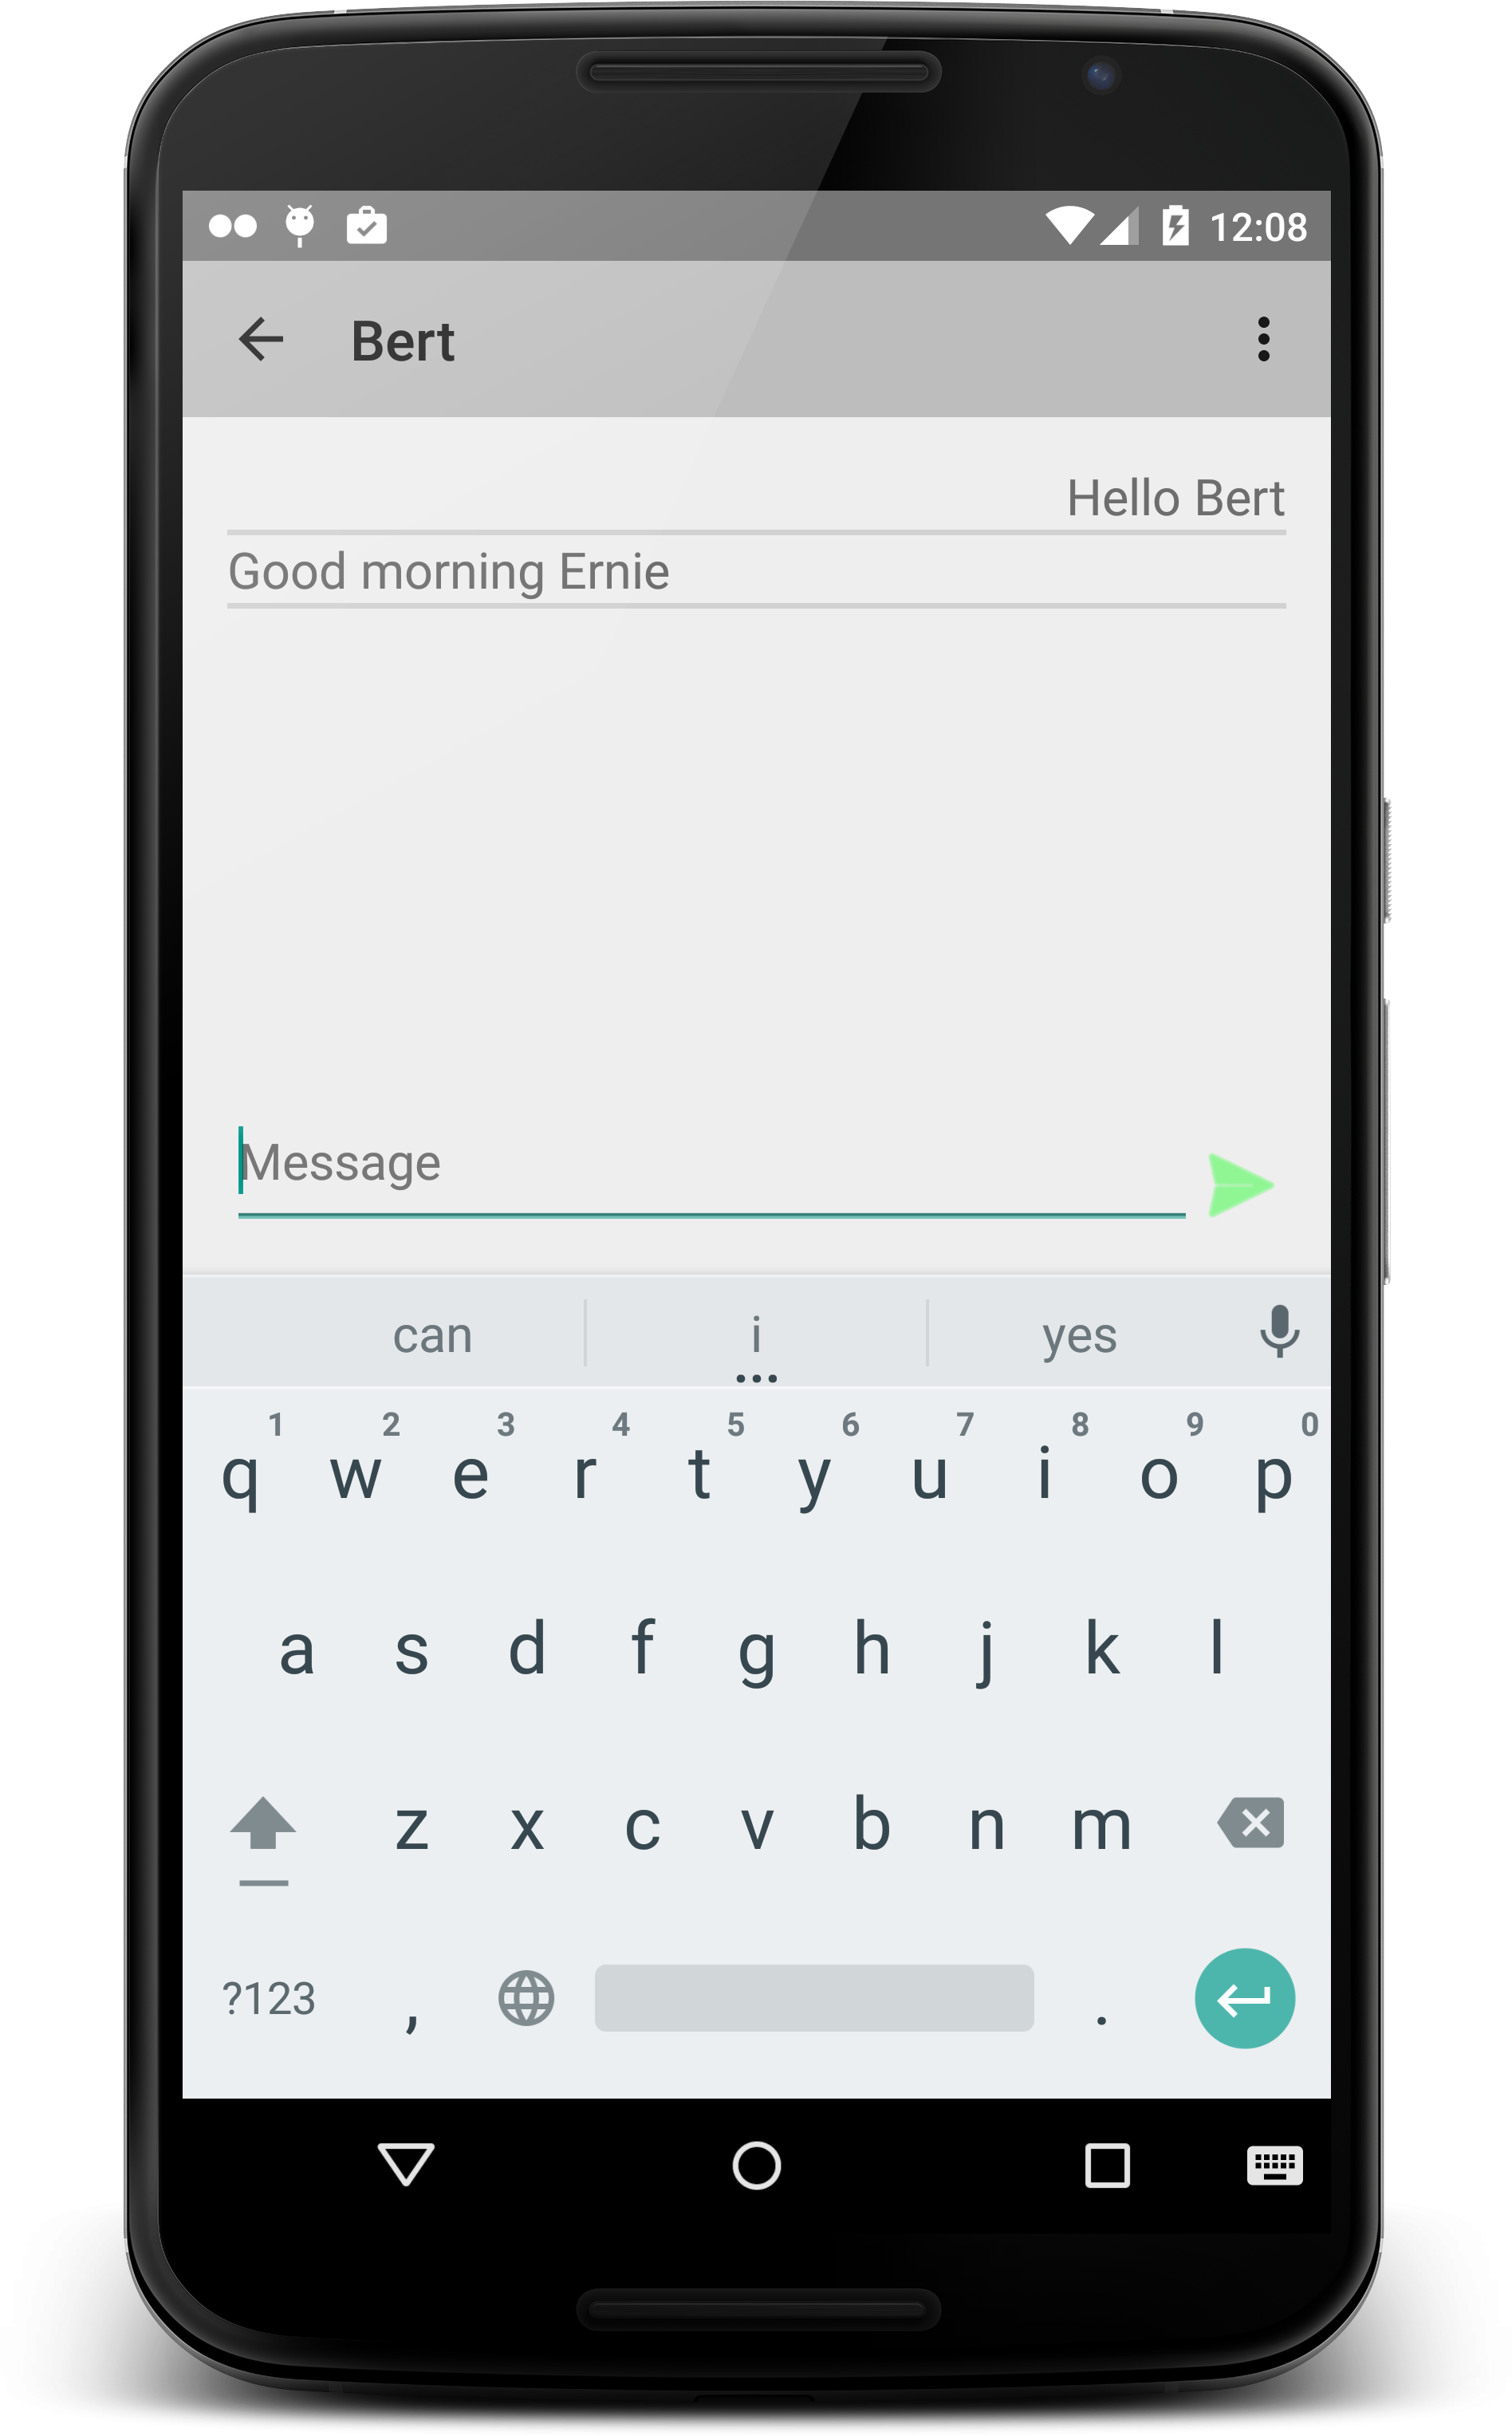 12:08
Bert
Hello Bert
Good morning Ernie
Message
can i yes
1 2 3 4 5 6 7 8 9 0
q w e r t y u i o p
a s d f g h j k l
z x c v b n m
?123 , .